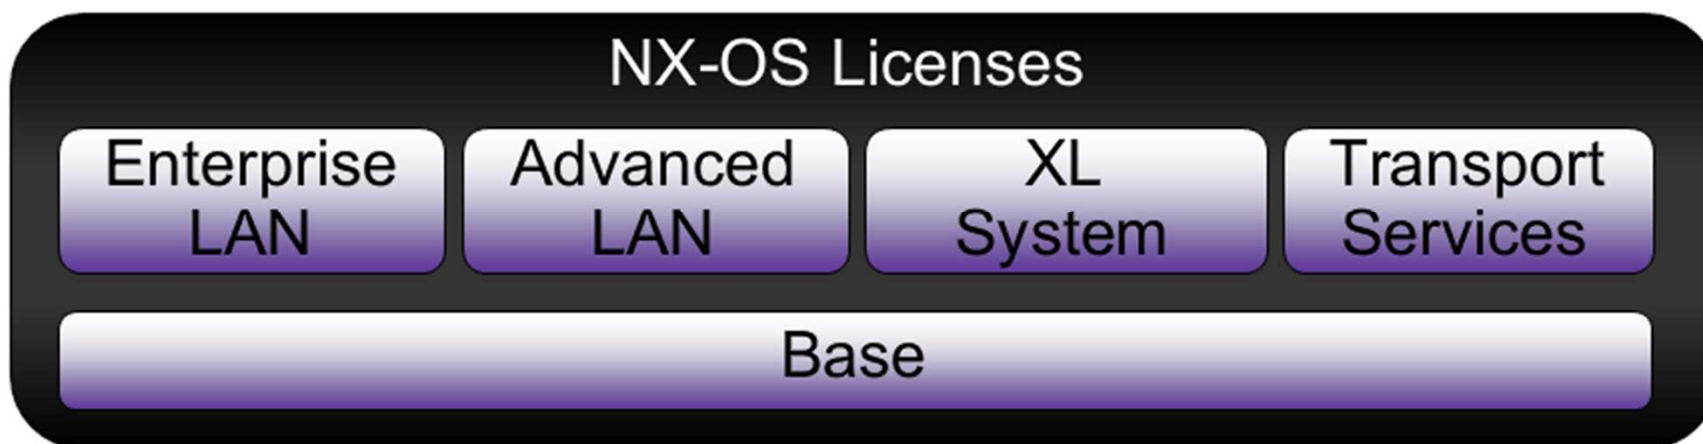 NX-OS Licenses
Enterprise
LAN
Advanced
LAN
XL
System
Transport
Services
Base